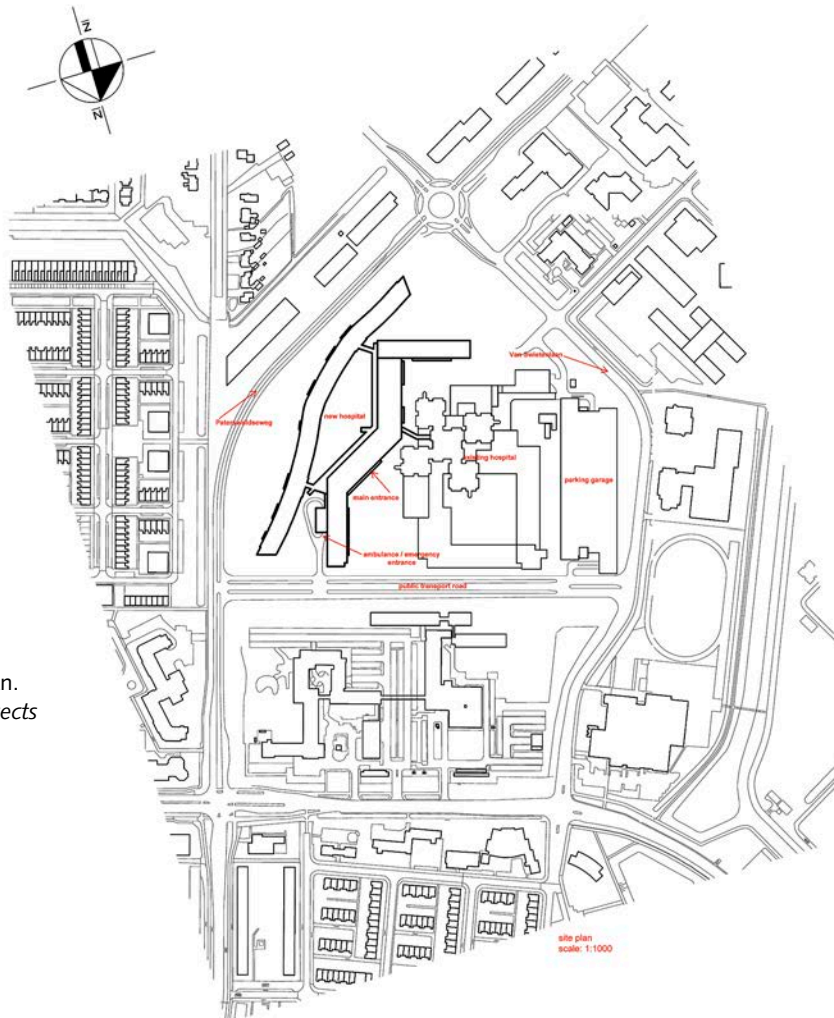 N
N
Van Swietenlaan
Peterswoldseweg
new hospital
existing hospital
parking garage
main entrance
ambulance / emergency
entrance
public transport road
n.
ects
site plan
scale: 1:1000